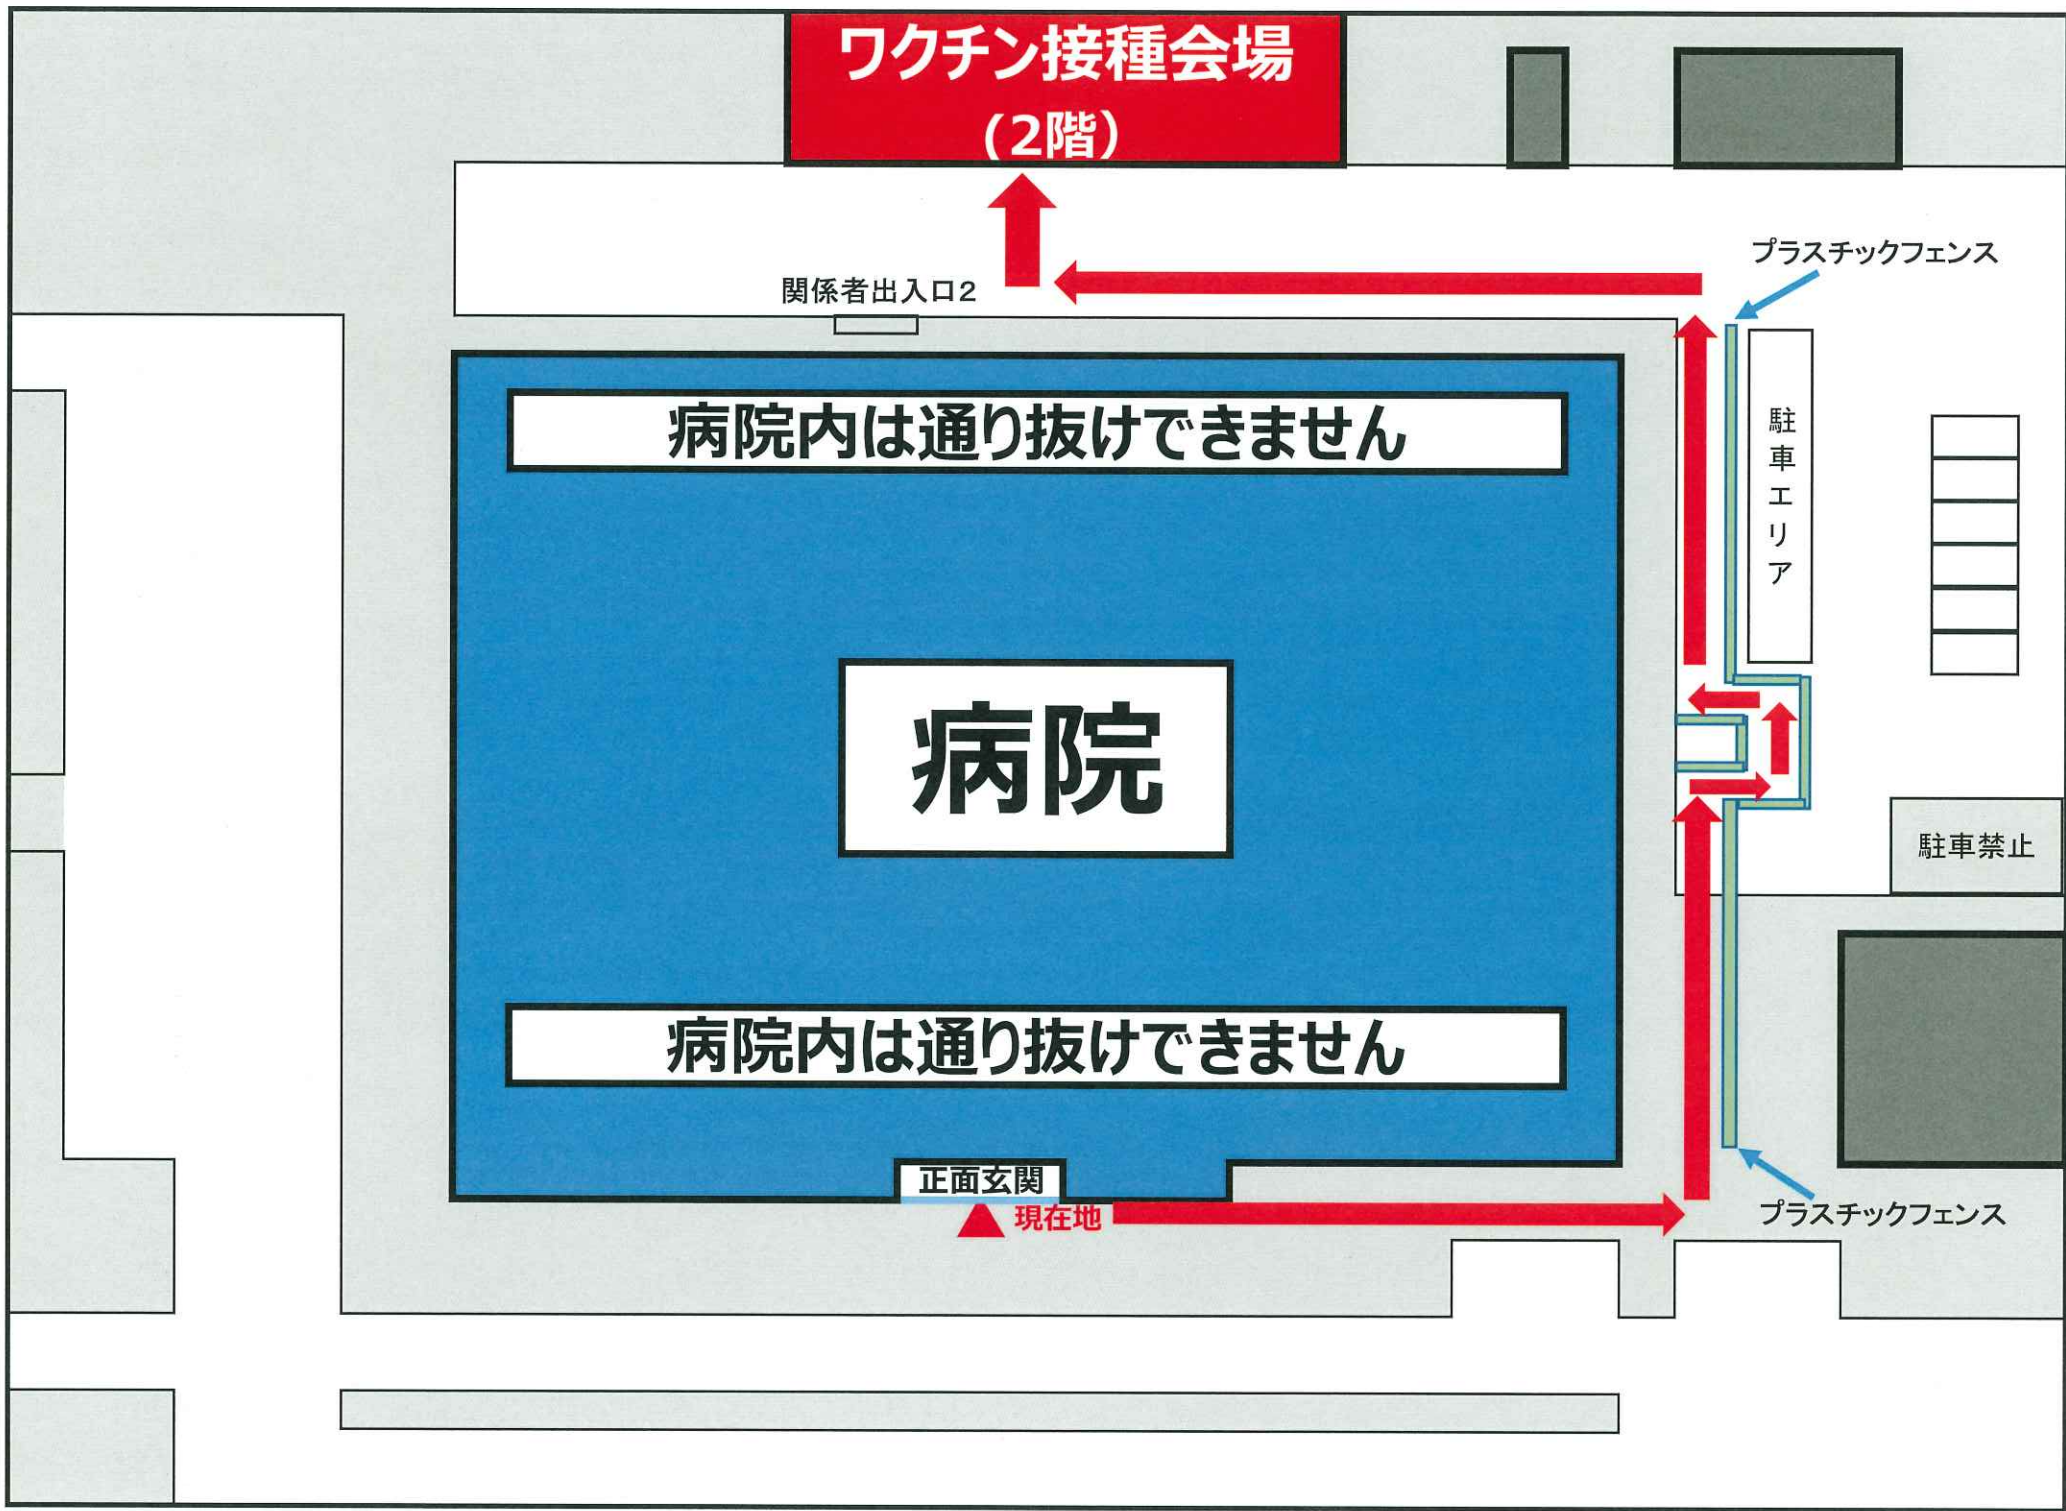 ワクチン接種会場
(2階)
プラスチックフェンス
関係者出入口2
病院内は通り抜けできません
駐車エリア
病院
駐車禁止
病院内は通り抜けできません
正面玄関
現在地
プラスチックフェンス